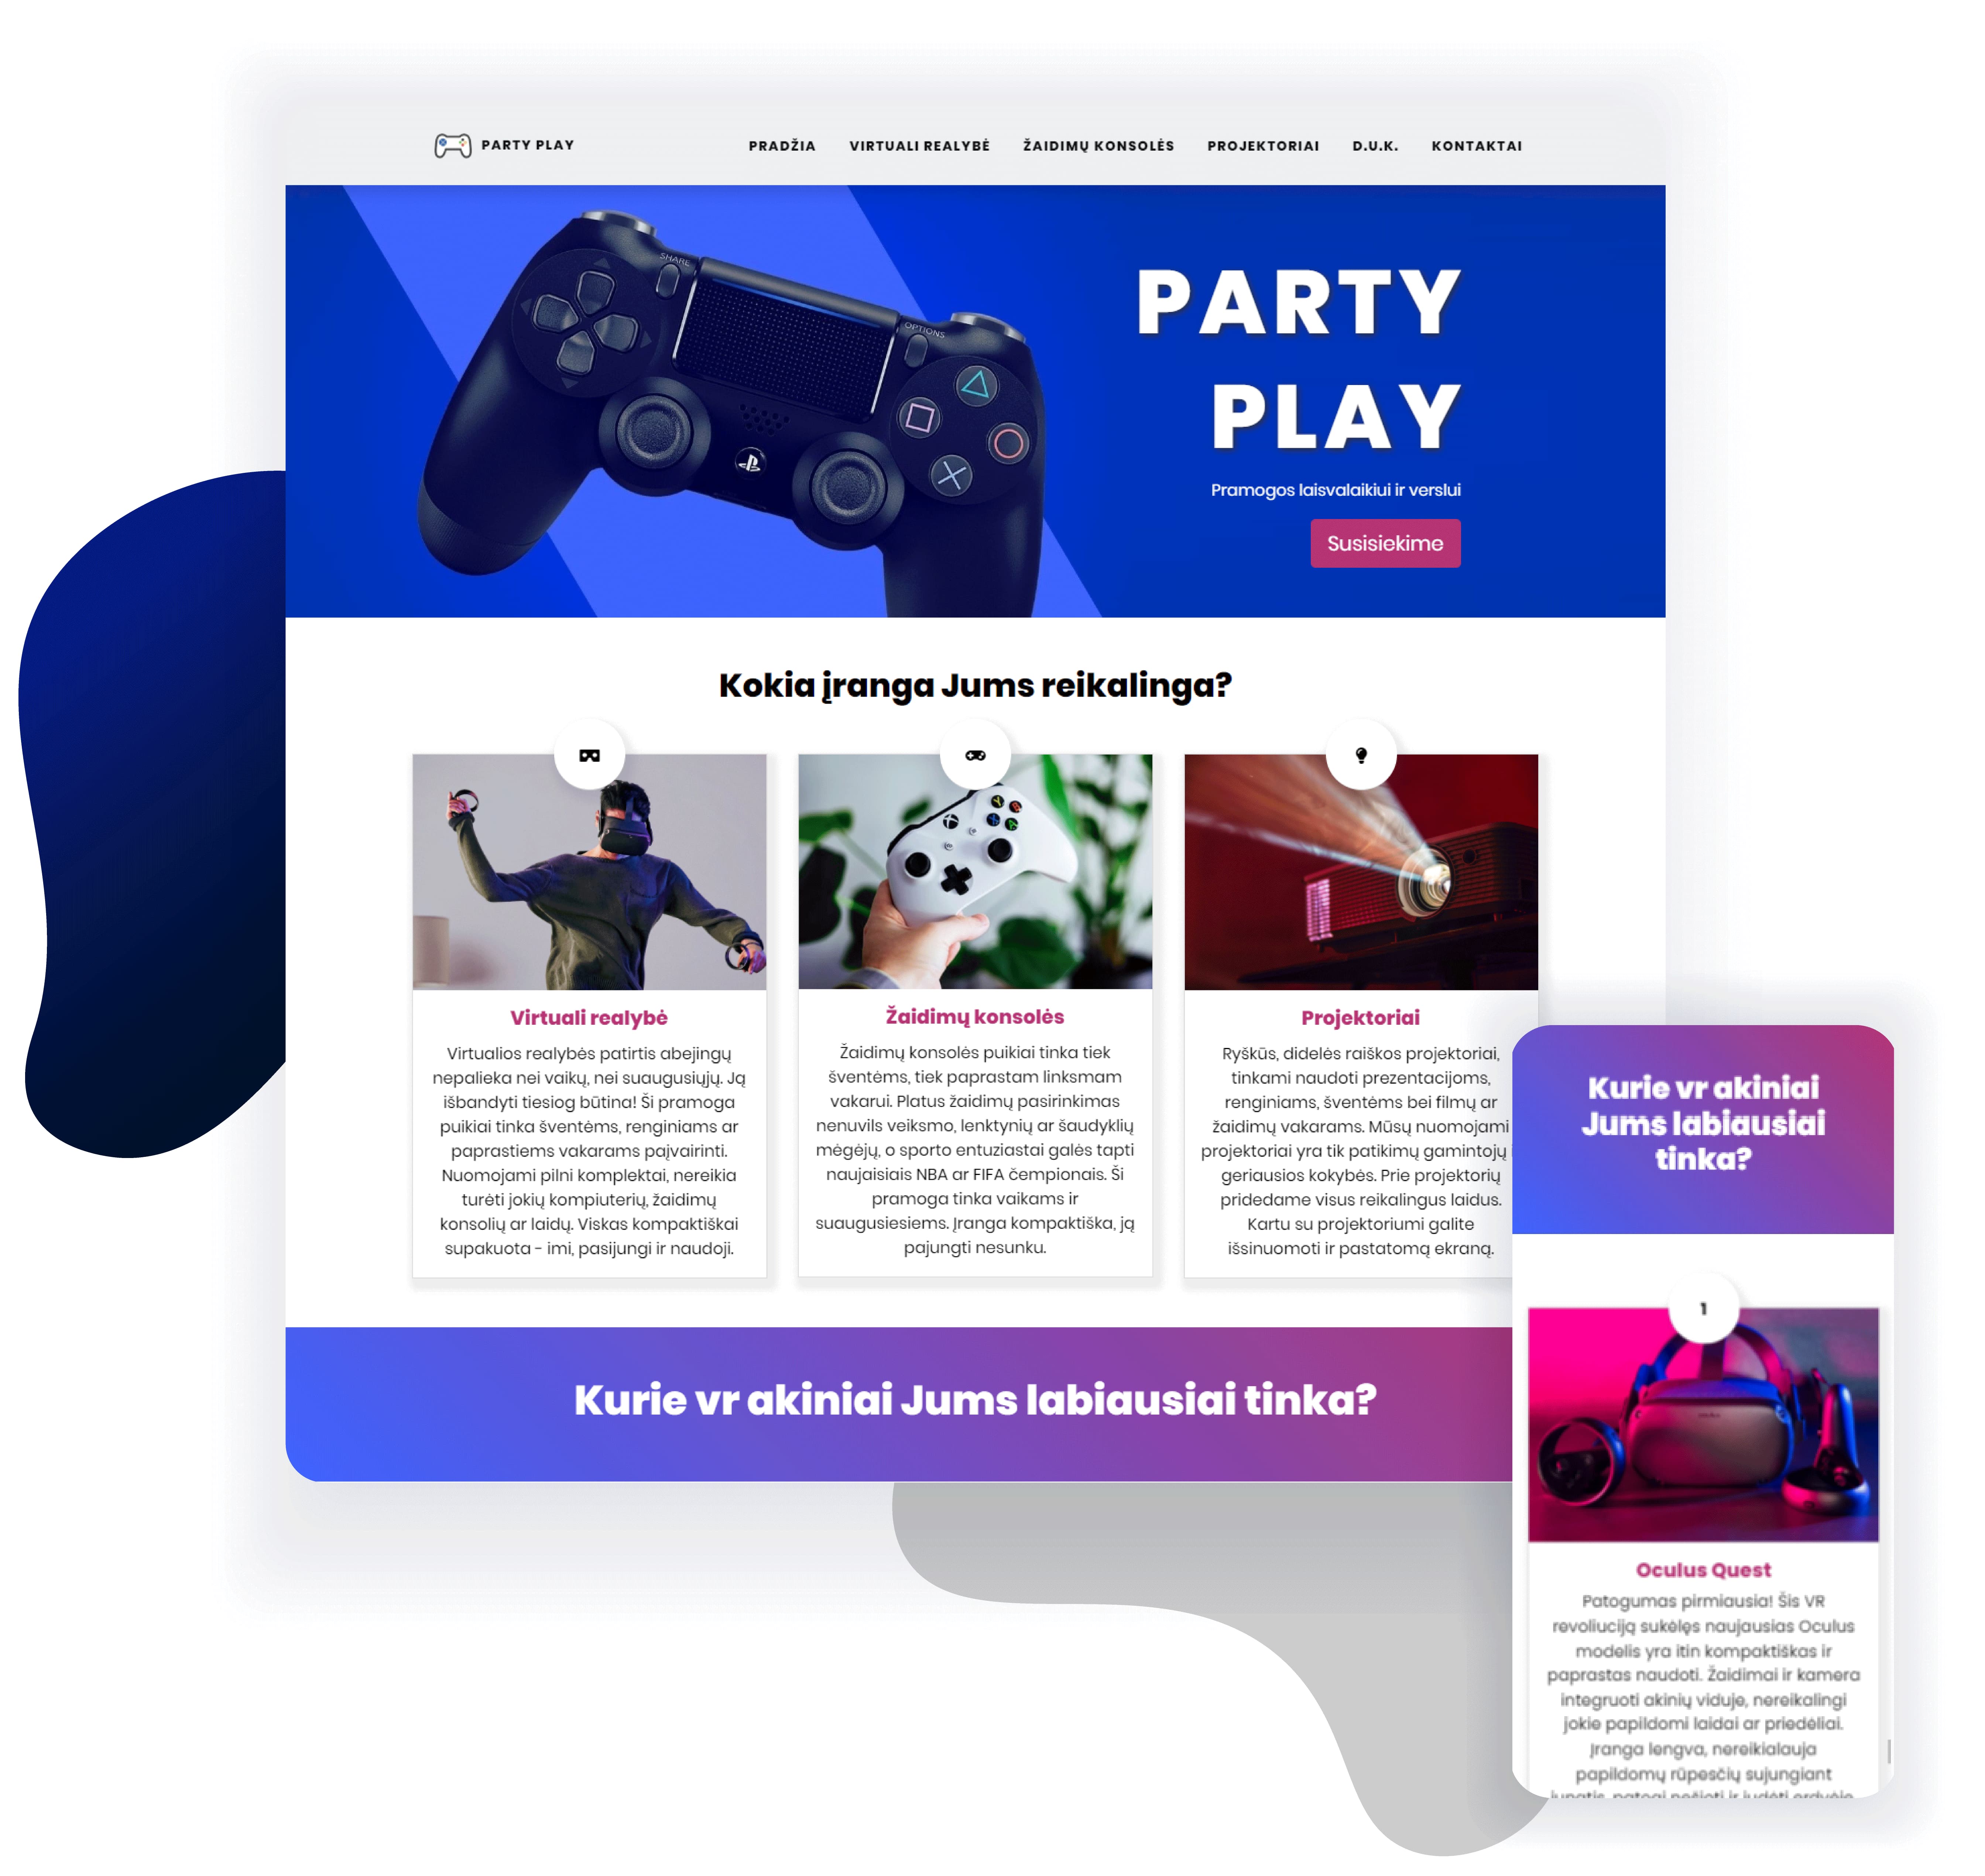 PARTY PLAY
PRADŽIA VIRTUALI REALYBĖ ŽAIDIMŲ KONSOLĖS PROJEKTORIAI D.U.K. KONTAKTAI
SHARE
OPTIONS
PARTY
PLAY
Pramogos laisvalaikiui ir verslui
Susisiekime
Kokia įranga Jums reikalinga?
Virtuali realybė
Virtualios realybės patirtis abejingų
nepalieka nei vaikų, nei suaugusiųjų. Ją
išbandyti tiesiog būtina! Ši pramoga
puikiai tinka šventėms, renginiams ar
paprastiems vakarams paįvairinti.
Nuomojami pilni komplektai, nereikia
turėti jokių kompiuterių, žaidimų
konsolių ar laidų. Viskas kompaktiškai
supakuota - imi, pasijungi ir naudoji.
Žaidimų konsolės
Žaidimų konsolės puikiai tinka tiek
šventėms, tiek paprastam linksmam
vakarui. Platus žaidimų pasirinkimas
nenuvils veiksmo, lenktynių ar šaudyklių
mėgėjų, o sporto entuziastai galės tapti
naujaisiais NBA ar FIFA čempionais. Ši
pramoga tinka vaikams ir
suaugusiesiems. Įranga kompaktiška, ją
pajungti nesunku.
Projektoriai
Ryškūs, didelės raiškos projektoriai,
tinkami naudoti prezentacijoms,
renginiams, šventėms bei filmų ar
žaidimų vakarams. Mūsų nuomojami
projektoriai yra tik patikimų gamintojų
geriausios kokybės. Prie projektorių
pridedame visus reikalingus laidus.
Kartu su projektoriumi galite
išsinuomoti ir pastatomą ekraną.
Kurie vr akiniai Jums labiausiai tinka?
Kurie vr akiniai
Jums labiausiai
tinka?
1
Oculus Quest
Patogumas pirmiausia! Šis VR
revoliuciją sukėlęs naujausias Oculus
modelis yra itin kompaktiškas ir
paprastas naudoti. Žaidimai ir kamera
integruoti akinių viduje, nereikalingi
jokie papildomi laidai ar priedėliai.
Įranga lengva, nereikialauja
papildomų rūpesčių sujungiant